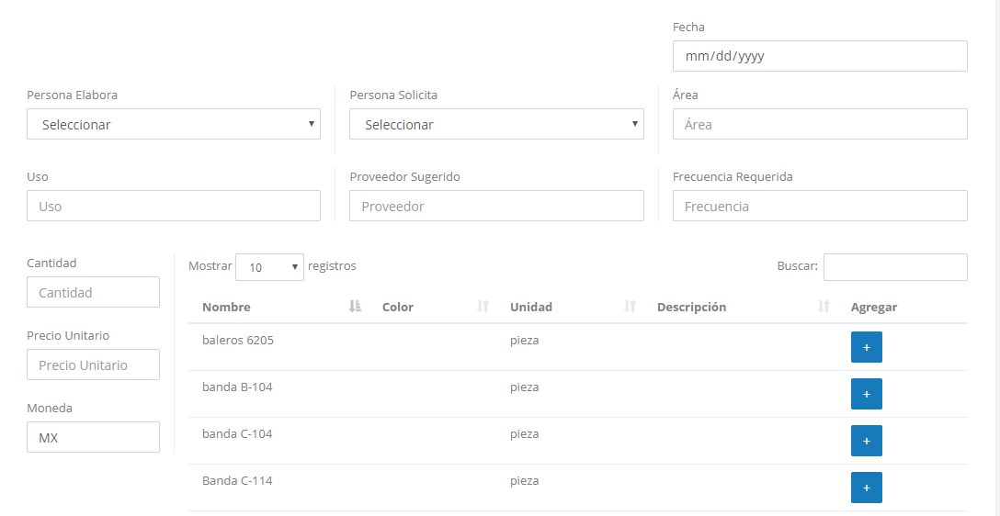 Fecha
mm/dd/yyyy
Persona Elabora Persona Solicita Área
Seleccionar Seleccionar Área
Uso Proveedor Sugerido Frecuencia Requerida
Uso Proveedor Frecuencia
Cantidad Mostrar 10 registros Buscar:
Cantidad
Nombre Color Unidad Descripción Agregar
Precio Unitario baleros 6205 pieza +
Precio Unitario
banda B-104 pieza +
Moneda
MX banda C-104 pieza +
Banda C-114 pieza +